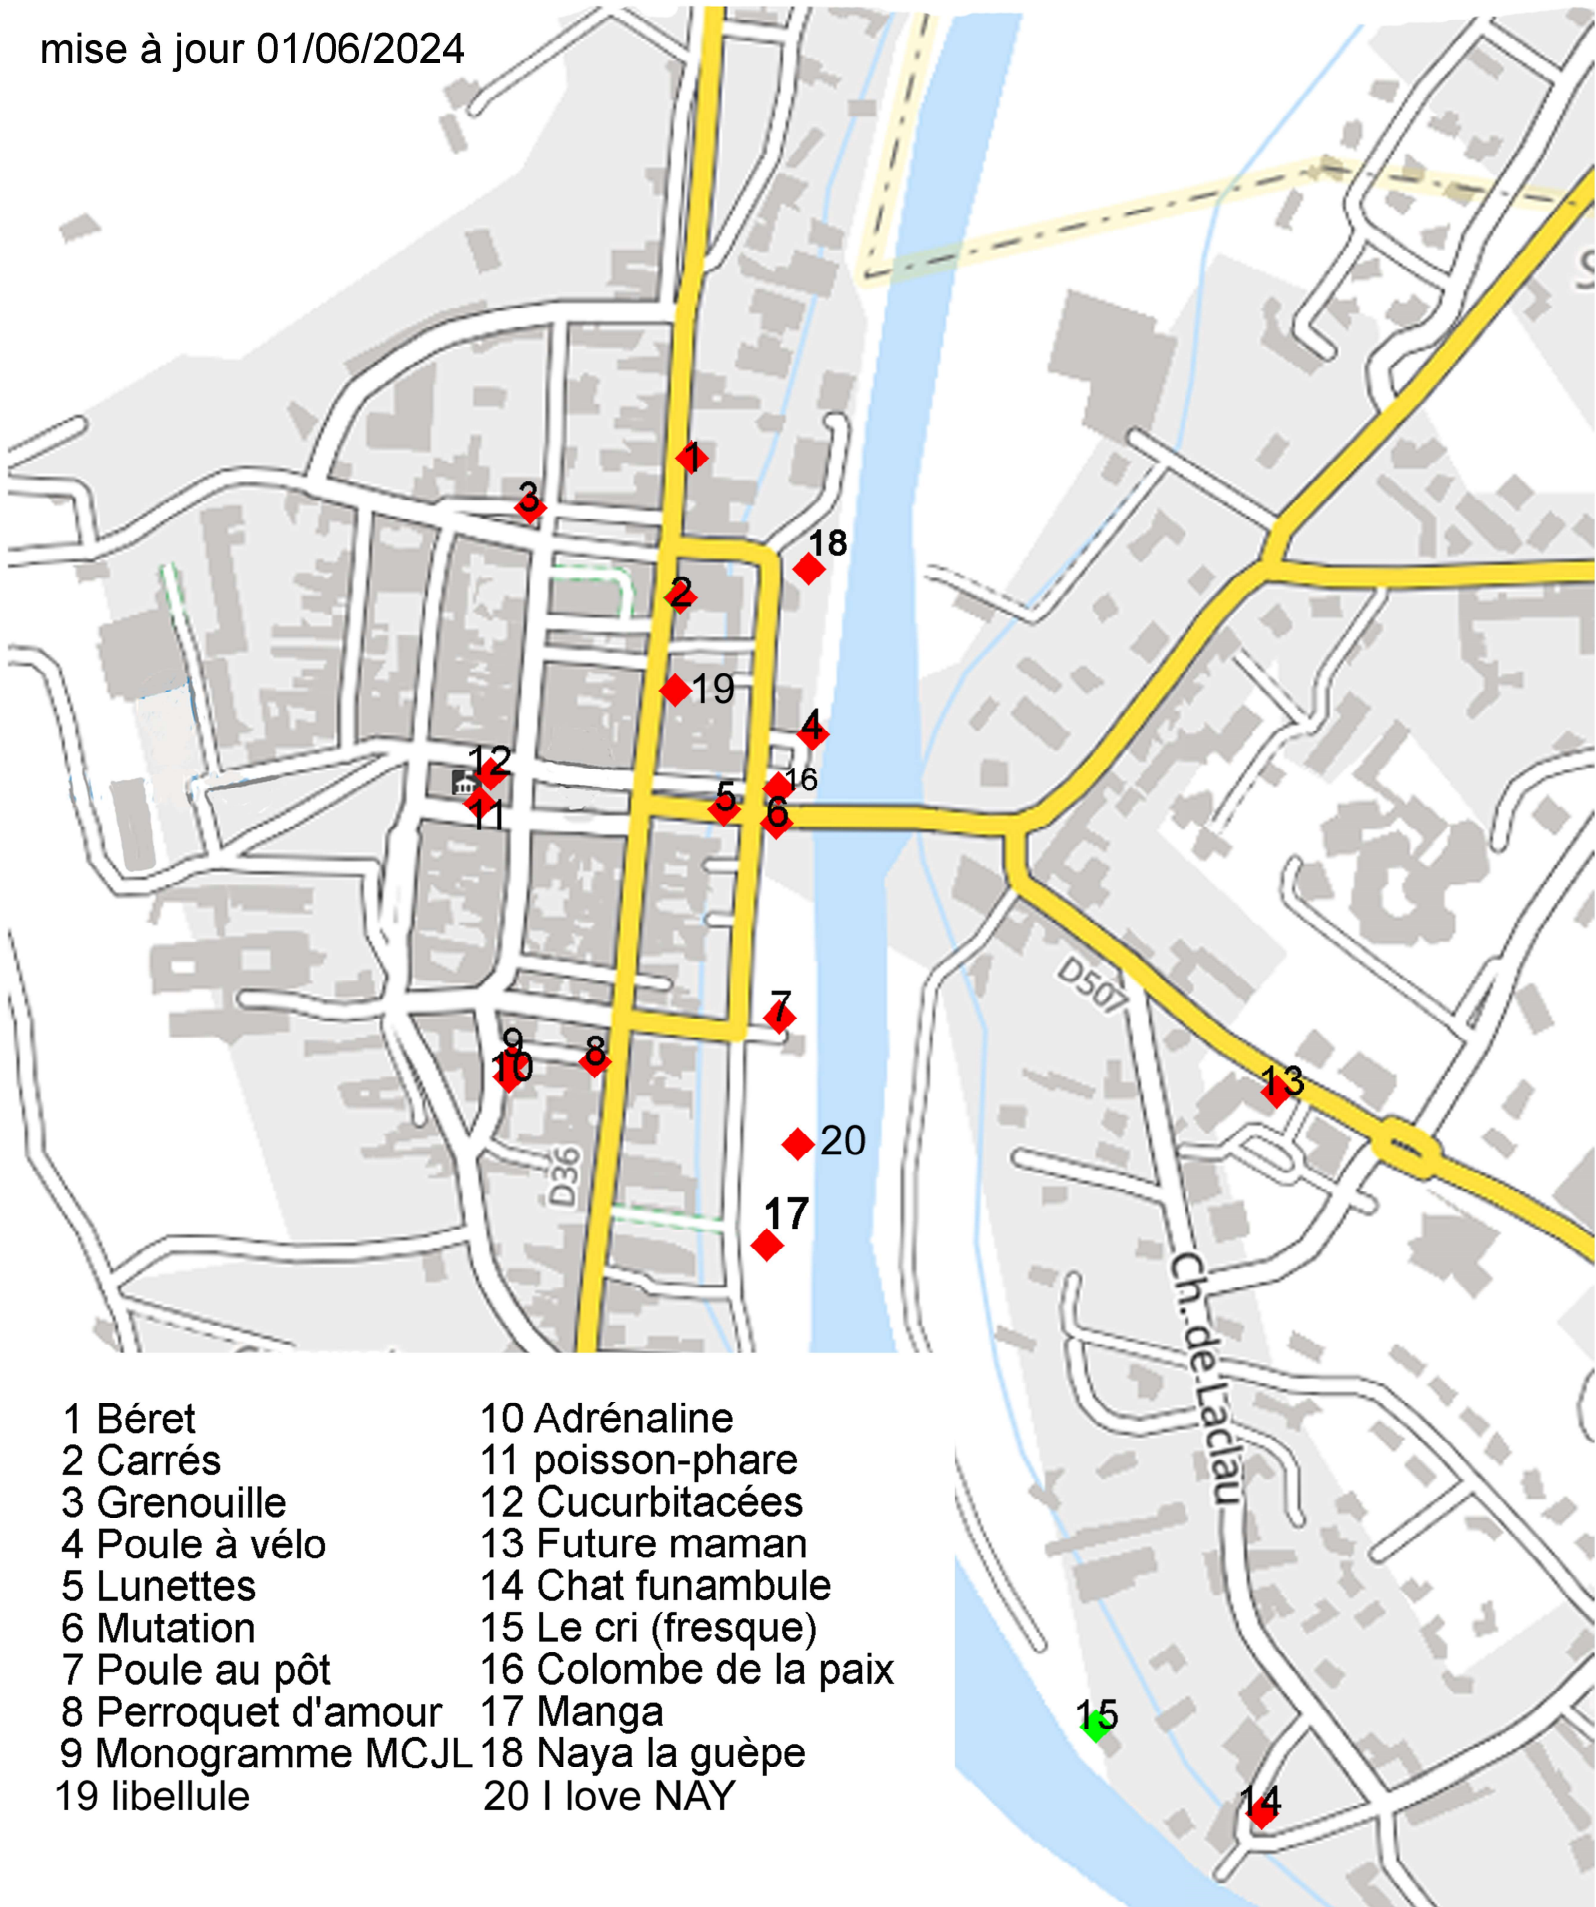 mise à jour 01/06/2024
1
3
18
2
19
4
12
16
5
6
11
7
D507
9
8
10
13
20
D36
17
Ch. de Laclau
1 Béret
2 Carrés
3 Grenouille
4 Poule à vélo
5 Lunettes
6 Mutation
7 Poule au pôt
8 Perroquet d'amour
9 Monogramme MCJL
19 libellule
10 Adrénaline
11 poisson-phare
12 Cucurbitacées
13 Future maman
14 Chat funambule
15 Le cri (fresque)
16 Colombe de la paix
17 Manga
18 Naya la guèpe
20 I love NAY
15
14